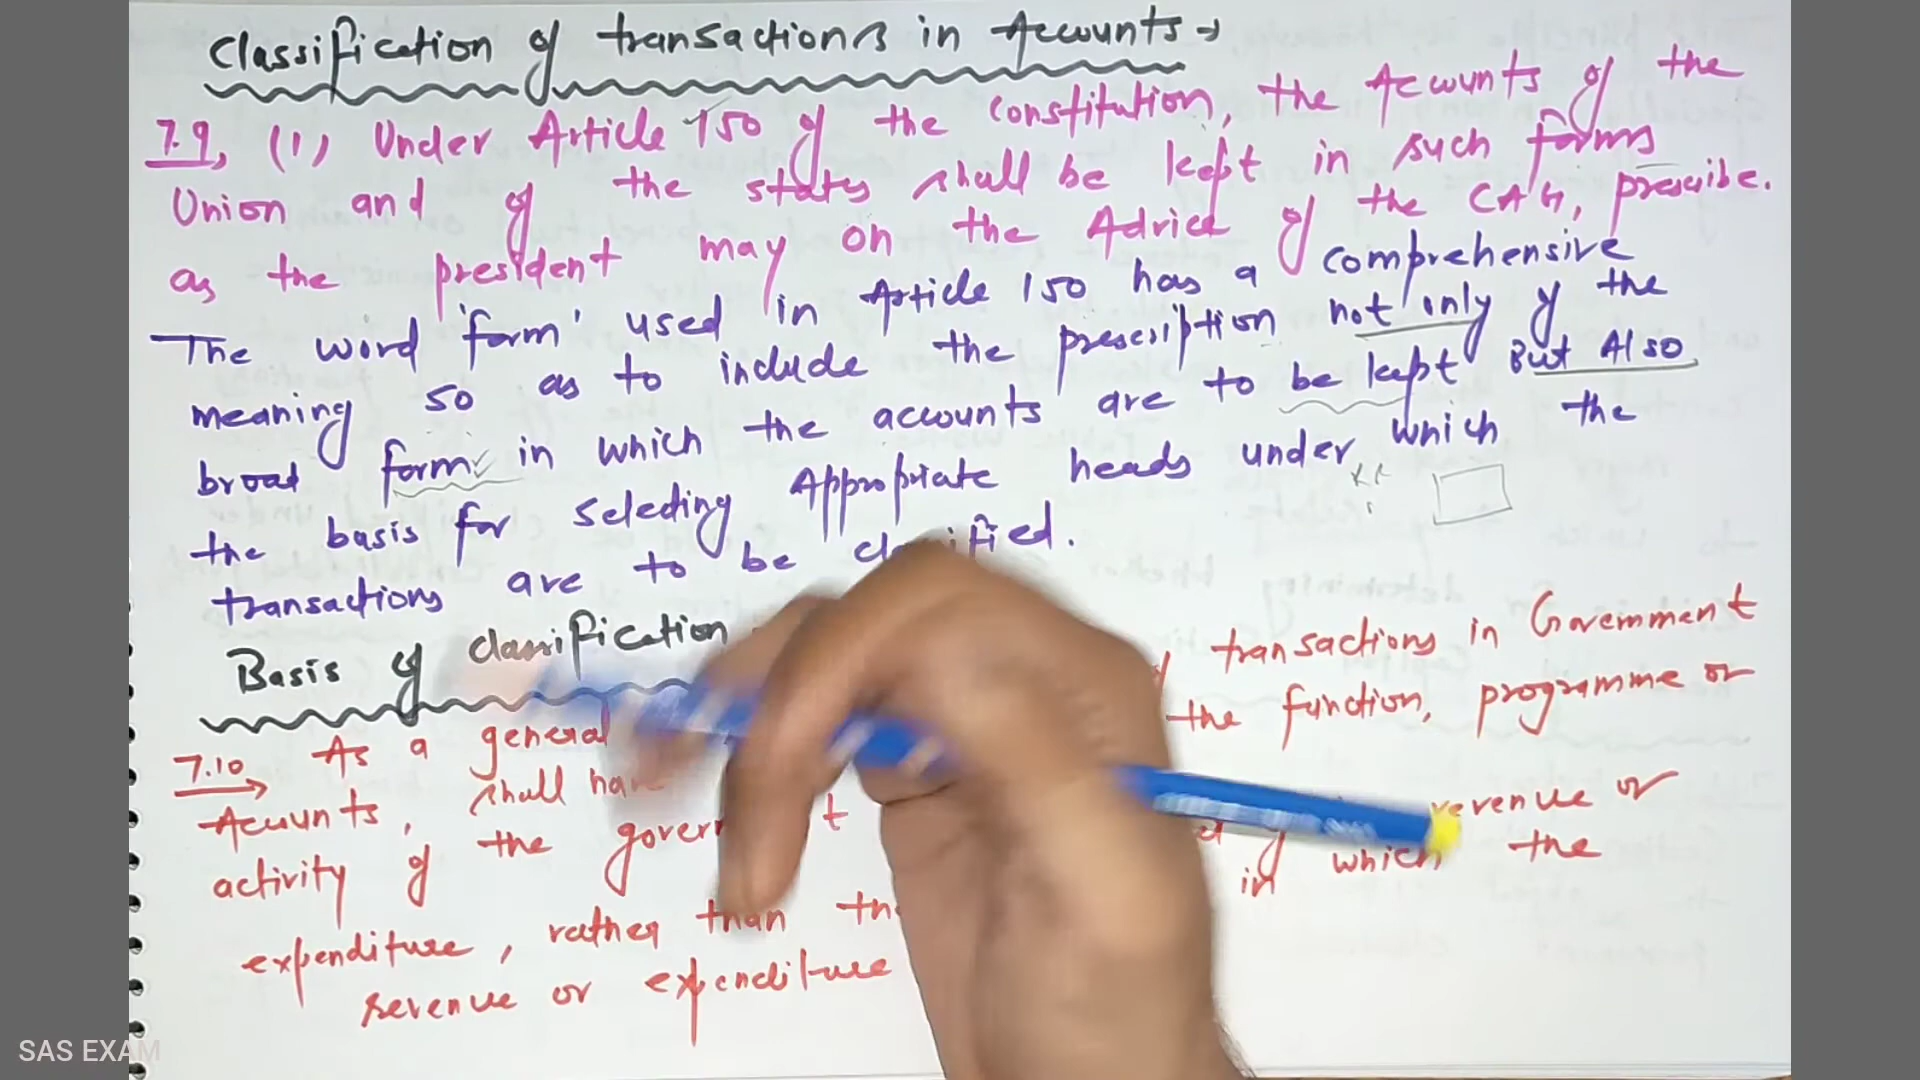 Classification of transactions in Accounts→
7.9, (1) Under Article 150 of the constitution, the Accounts of the
Union and of the states shall be kept in such forms
as the president may on the Advice of the CAG, prescribe.
The word 'form' used in Article 150 has a comprehensive
meaning so as to include the prescription not only of the
broad form in which the accounts are to be kept But Also
the basis for selecting Appropriate heads under which the
transactions are to be classified.
Basis of classification
7.10 As a general transactions in Government
Accounts, shall the function, programme or
activity of the revenue or
expenditure, rather than in which the
revenue or expenditure
SAS EXAM